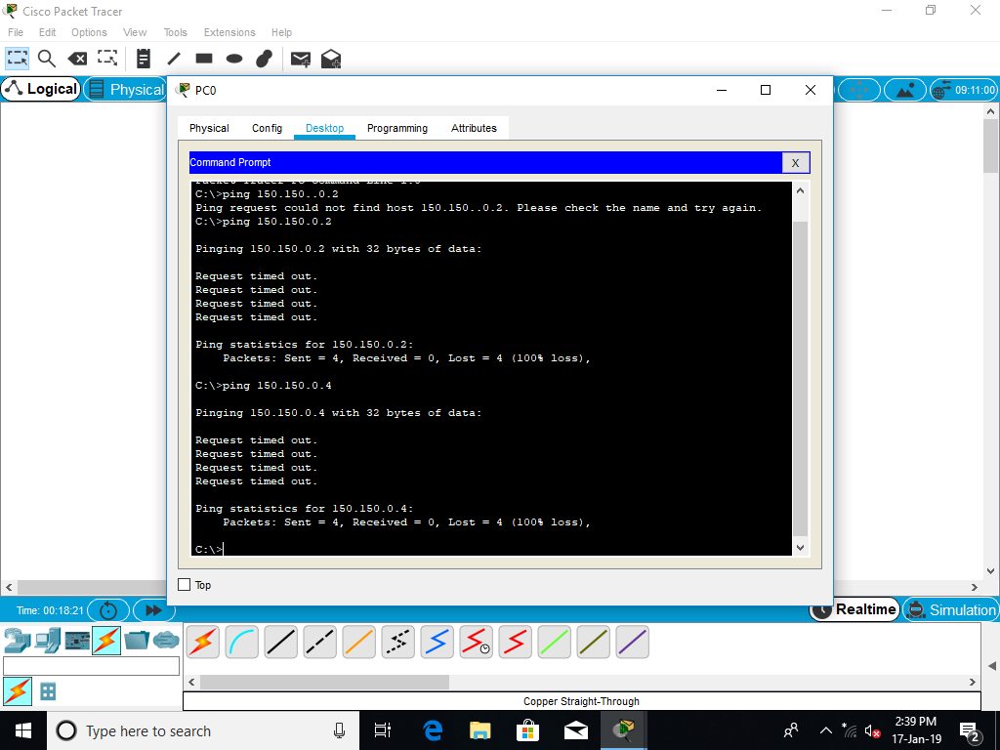 Cisco Packet Tracer
File Edit Options View Tools Extensions Help
Logical Physical 09:11:00
PC0
Physical Config Desktop Programming Attributes
Command Prompt X
Packet Tracer PC Command Line 1.0
C:\>ping 150.150..0.2
Ping request could not find host 150.150..0.2. Please check the name and try again.
C:\>ping 150.150.0.2
Pinging 150.150.0.2 with 32 bytes of data:
Request timed out.
Request timed out.
Request timed out.
Request timed out.
Ping statistics for 150.150.0.2:
Packets: Sent = 4, Received = 0, Lost = 4 (100% loss),
C:\>ping 150.150.0.4
Pinging 150.150.0.4 with 32 bytes of data:
Request timed out.
Request timed out.
Request timed out.
Request timed out.
Ping statistics for 150.150.0.4:
Packets: Sent = 4, Received = 0, Lost = 4 (100% loss),
C:\>
Top
Time: 00:18:21 Realtime Simulation
Copper Straight-Through
Type here to search
2:39 PM
17-Jan-19
2